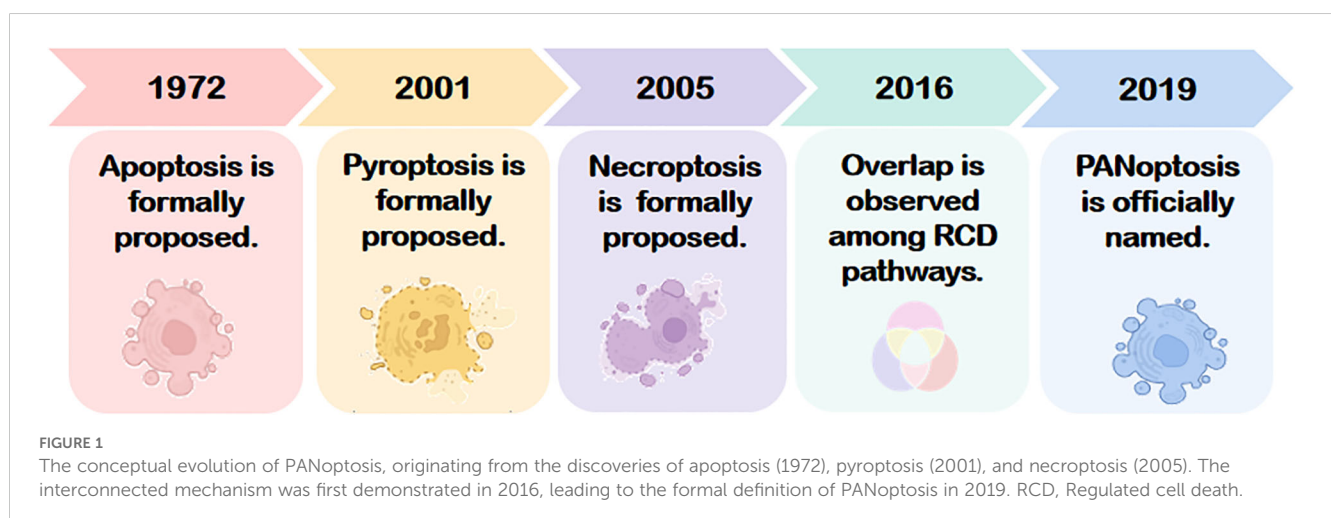 1972
2001
2005
2016
2019
Apoptosis is
formally
proposed.
Pyroptosis is
formally
proposed.
Necroptosis
is formally
proposed.
Overlap is
observed
among RCD
pathways.
PANoptosis
is officially
named.
FIGURE 1
The conceptual evolution of PANoptosis, originating from the discoveries of apoptosis (1972), pyroptosis (2001), and necroptosis (2005). The
interconnected mechanism was first demonstrated in 2016, leading to the formal definition of PANoptosis in 2019. RCD, Regulated cell death.